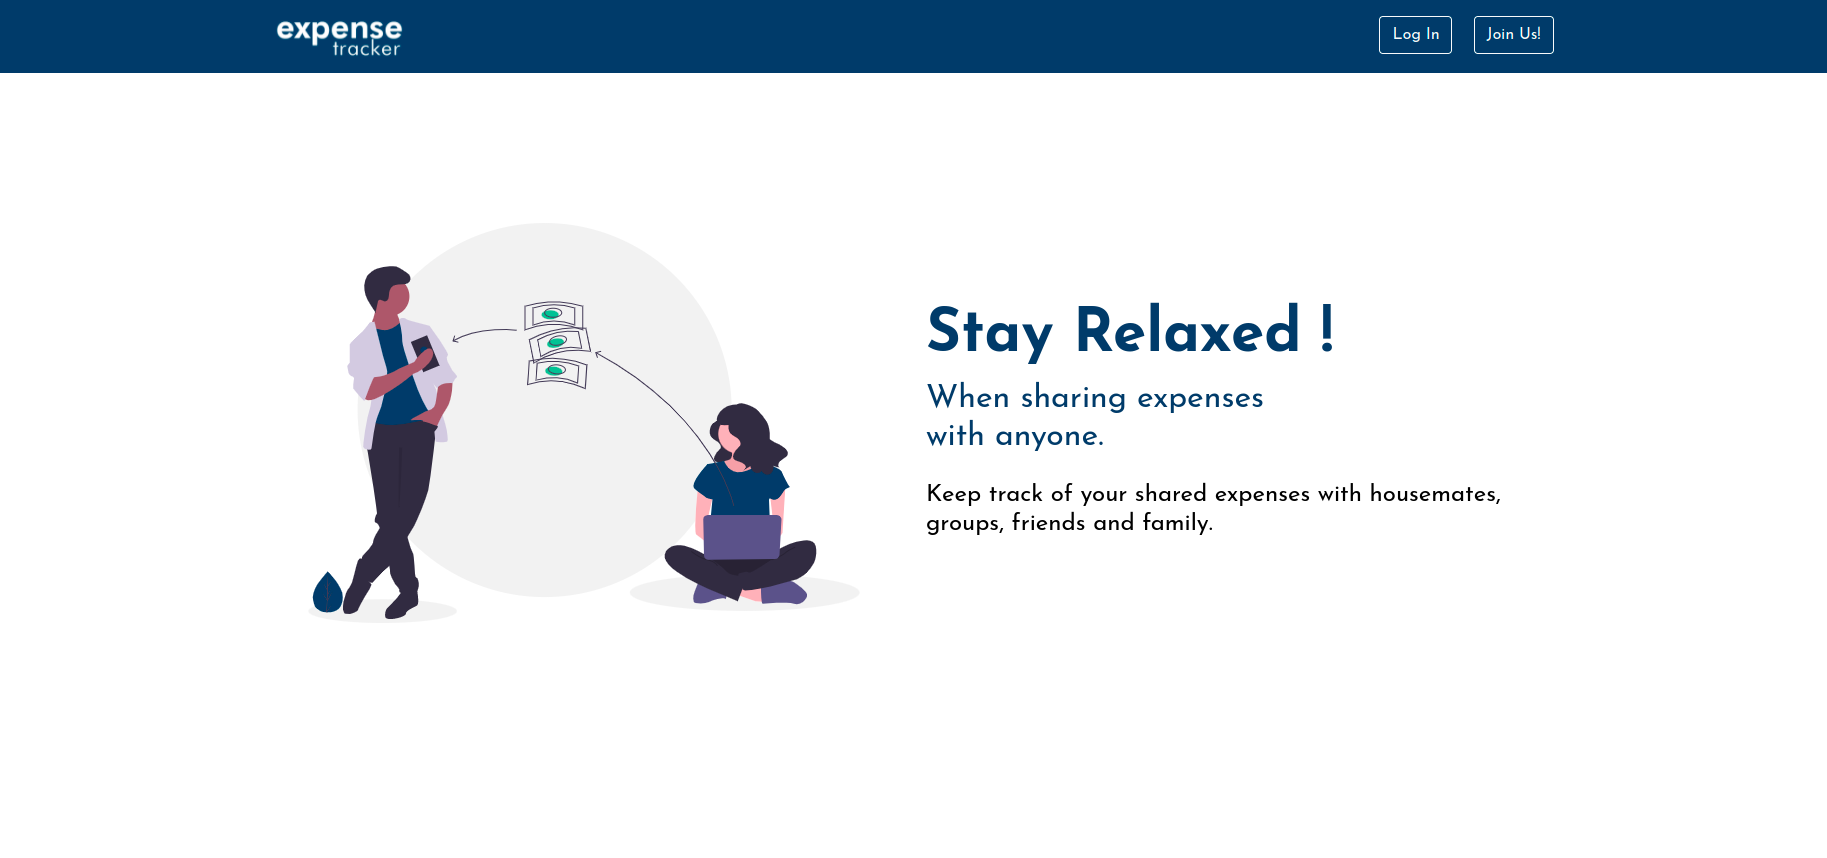 expense
tracker
Log In
Join Us!
Stay Relaxed !
When sharing expenses
with anyone.
Keep track of your shared expenses with housemates,
groups, friends and family.